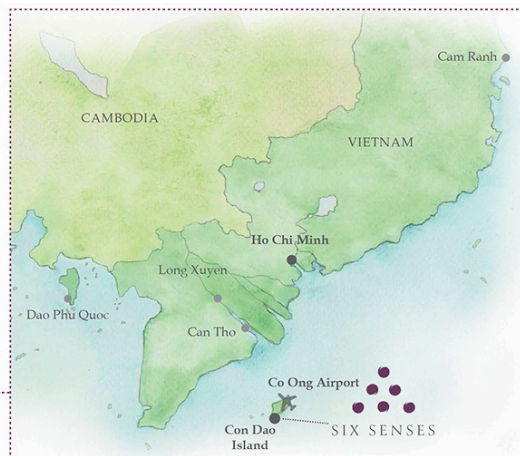 Cam Ranh
CAMBODIA
VIETNAM
Ho Chi Minh
Long Xuyen
Dao Phu Quoc
Can Tho
Co Ong Airport
Con Dao
Island
SIX SENSES